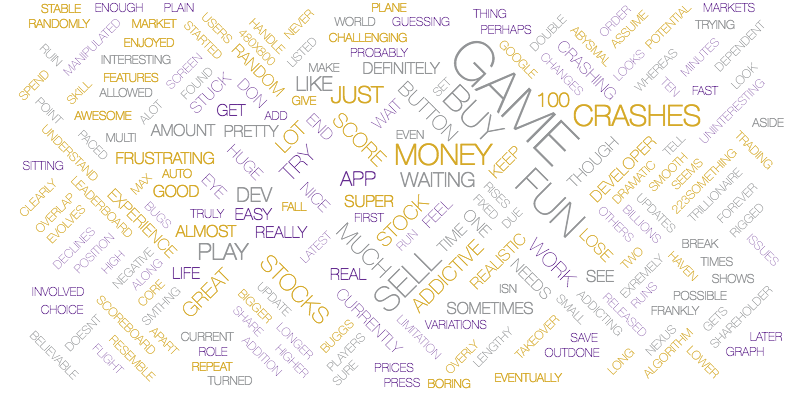 STABLE
ENOUGH
PLAIN
PLANE
THING
MARKETS
RANDOMLY
MARKET
USERS
480X800
HANDLE
NEVER
WORLD
GUESSING
PERHAPS
DOUBLE
ORDER
POTENTIAL
TRYING
RUIN
MANIPULATED
ENJOYED
STARTED
LISTED
CHALLENGING
PROBABLY
GOOGLE
ABYSMAL
ASSUME
MINUTES
DEPENDENT
INTERESTING
SCREEN
RANDOM
MAKE
DEFINITELY
CRASHING
CHANGES
LOOKS
WHEREAS
LOOK
SPEND
SKILL
FEATURES
FOUND
STUCK
DON
LIKE
SET
GAME
TEN
FAST
ALLOWED
GIVE
JUST
BUTTON
BUY
100
UNINTERESTING
POINT
ALOT
GET
ADD
WAIT
CRASHES
AWESOME
AMOUNT
PRETTY
LOT
END
SCORE
EVEN
ASIDE
PACED
MULTI
HUGE
TRY
MONEY
KEEP
THOUGH
DEVELOPER
TELL
TRADING
UNDERSTAND
FRUSTRATING
DRAMATIC
SMOOTH
SEEMS
223SOMETHING
SITTING
LEADERBOARD
MAX
AUTO
GOOD
EYE
NICE
APP
WAITING
FUN
TRILLIONAIRE
FOREVER
CLEARLY
OVERLAP
EXPERIENCE
BUGS
DEV
SUPER
RISES
FIXED
BILLIONS
UPDATES
RIGGED
EVOLVES
TRULY
EASY
FALL
FIRST
STOCK
FEEL
ONE
DUE
OTHERS
DECLINES
POSITION
ALMOST
REALLY
LATEST
MUCH
RUN
TIME
REALISTIC
LOSE
BREAK
ISSUES
HIGH
NEGATIVE
ALONG
PLAY
SELL
ADDICTIVE
WORK
TWO
EXTREMELY
HAVEN
TIMES
LIFE
GREAT
STOCKS
REAL
NEEDS
SEE
SHOWS
INVOLVED
CORE
SMTHNG
UPDATE
CURRENTLY
ISN
SMALL
ADDICTING
RELEASED
RUNS
POSSIBLE
CHOICE
SCOREBOARD
BIGGER
LIMITATION
SOMETIMES
FRANKLY
GETS
SHAREHOLDER
DOESNT
APART
CURRENT
SHARE
LONGER
BUGGS
VARIATIONS
TAKEOVER
SAVE
NEXUS
LATER
BELIEVABLE
FLIGHT
RESEMBLE
ROLE
ADDITION
HIGHER
PLAYERS
OVERLY
LENGTHY
OUTDONE
LONG
ALGORITHM
LOWER
GRAPH
REPEAT
SURE
PRICES
TURNED
PRESS
BORING
EVENTUALLY